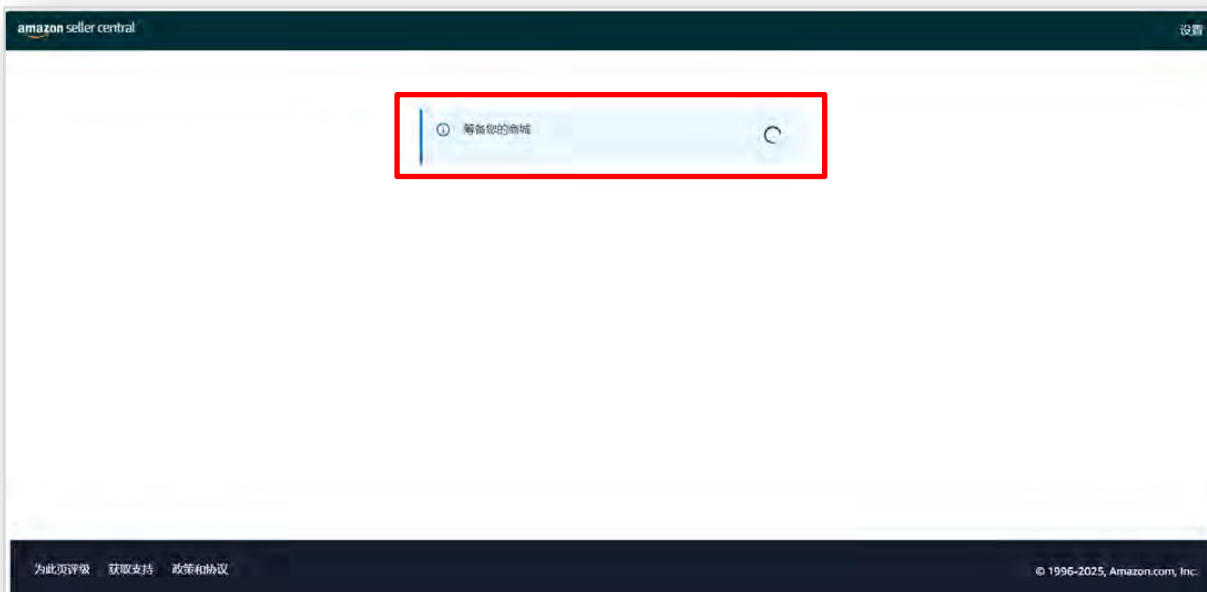 amazon seller central
设置
筹备您的商城
为此页评级 获取支持 政策和协议
© 1996-2025, Amazon.com, Inc.